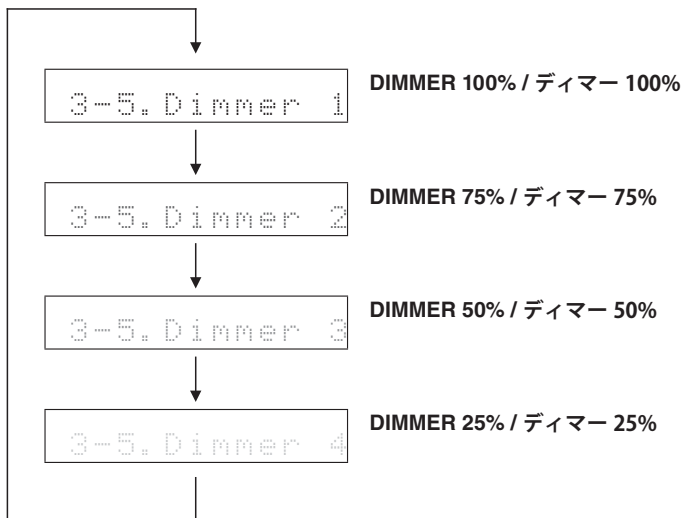 DIMMER 100% / ディマー 100%
3-5.Dimmer 1
DIMMER 75% / ディマー 75%
3-5.Dimmer 2
DIMMER 50% / ディマー 50%
3-5.Dimmer 3
DIMMER 25% / ディマー 25%
3-5.Dimmer 4